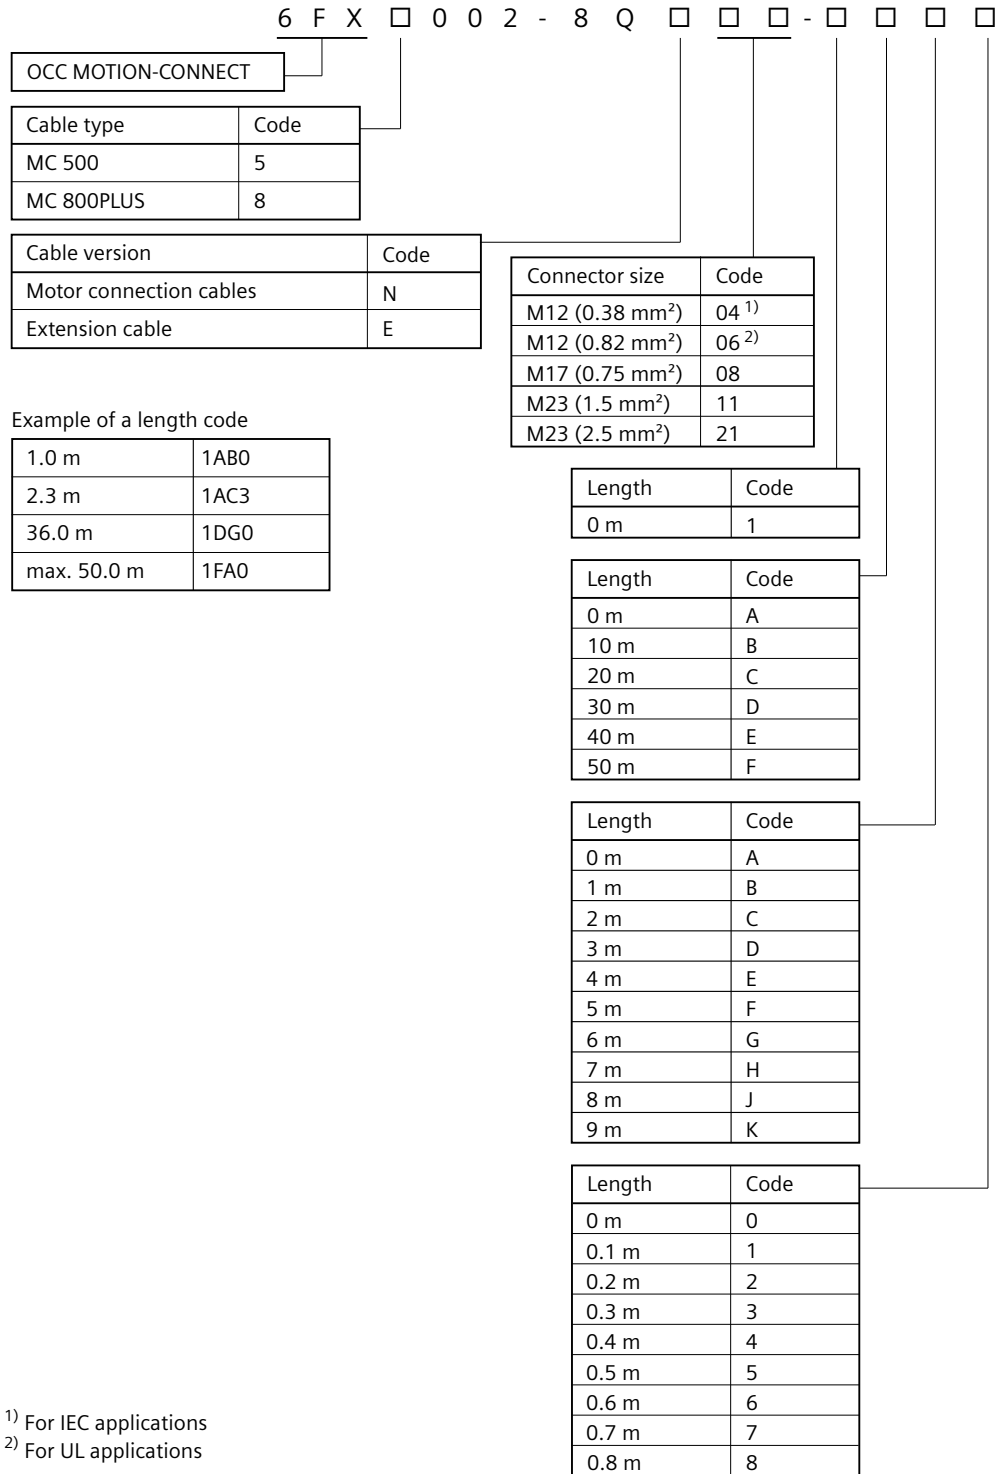 6 F X □ 0 0 2 - 8 Q □ □ □ - □ □ □ □
OCC MOTION-CONNECT
Cable type Code
MC 500 5
MC 800PLUS 8
Cable version Code
Motor connection cables N
Extension cable E
Connector size Code
M12 (0.38 mm²) 04 1)
M12 (0.82 mm²) 06 2)
M17 (0.75 mm²) 08
M23 (1.5 mm²) 11
M23 (2.5 mm²) 21
Example of a length code
1.0 m 1AB0
2.3 m 1AC3
36.0 m 1DG0
max. 50.0 m 1FA0
Length Code
0 m 1
Length Code
0 m A
10 m B
20 m C
30 m D
40 m E
50 m F
Length Code
0 m A
1 m B
2 m C
3 m D
4 m E
5 m F
6 m G
7 m H
8 m J
9 m K
Length Code
0 m 0
0.1 m 1
0.2 m 2
0.3 m 3
0.4 m 4
0.5 m 5
0.6 m 6
0.7 m 7
0.8 m 8
1) For IEC applications
2) For UL applications